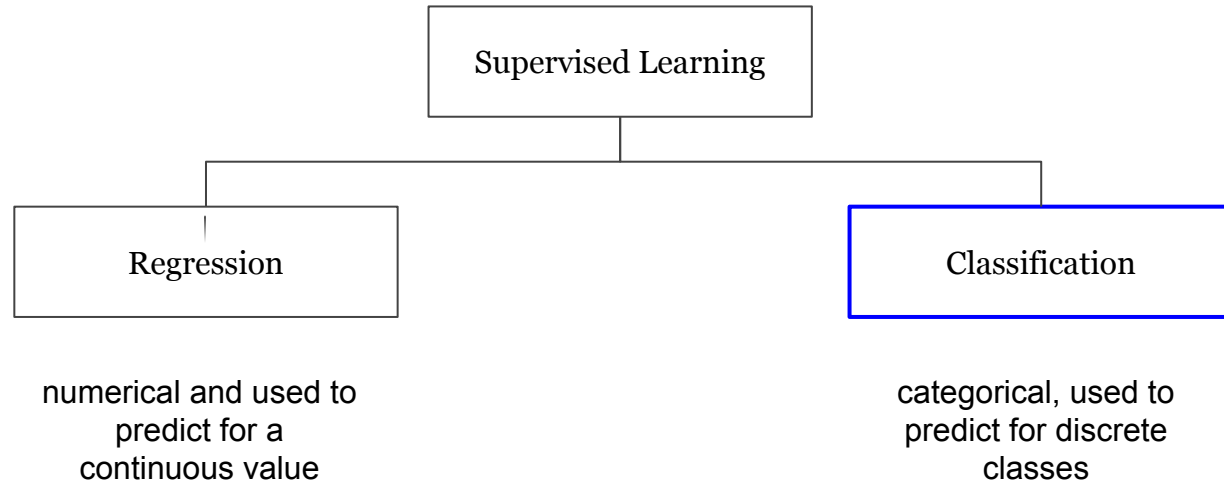 Supervised Learning
Regression
Classification
numerical and used to
predict for a
continuous value
categorical, used to
predict for discrete
classes